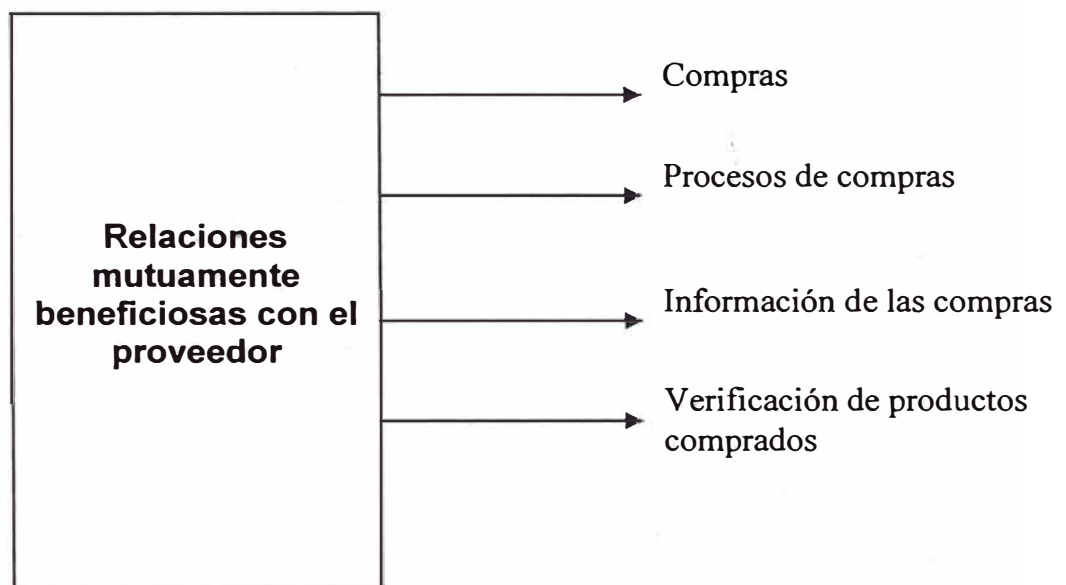 Relaciones
mutuamente
beneficiosas con el
proveedor
Compras
Procesos de compras
Información de las compras
Verificación de productos
comprados